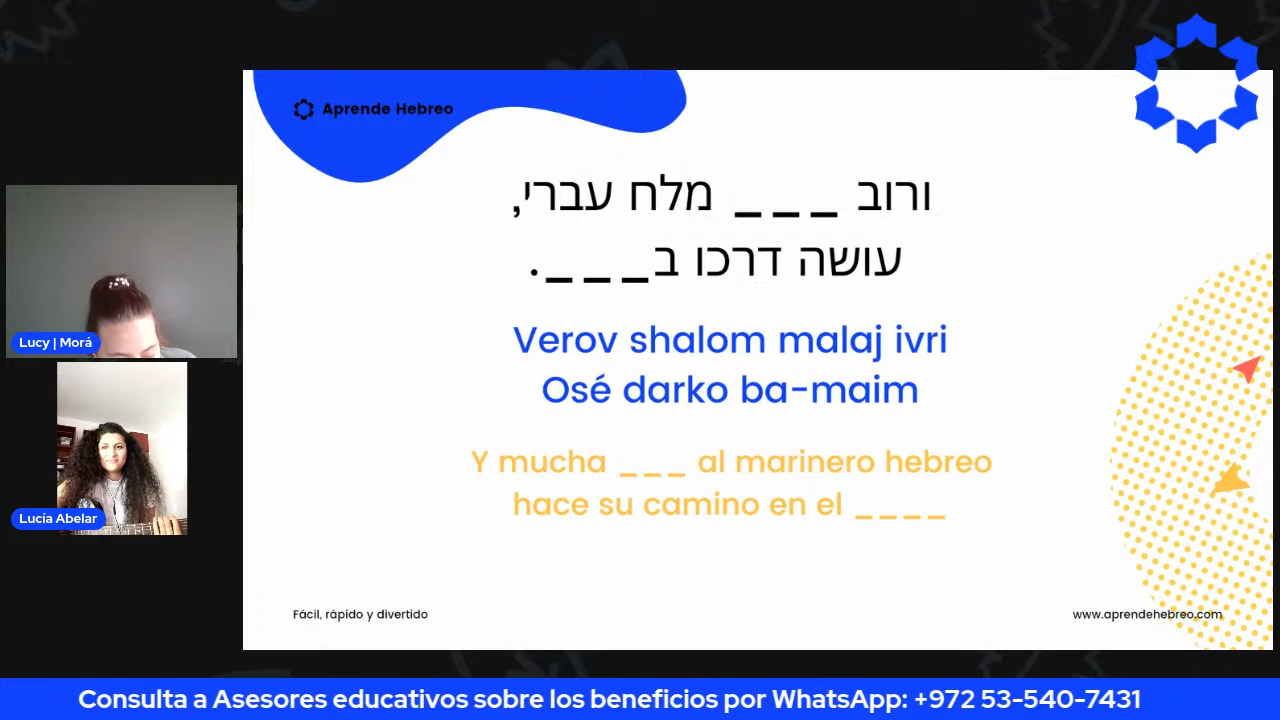 Aprende Hebreo
ורוב _ _ _ מלח עברי,
עושה דרכו ב_ _ _.
Verov shalom malaj ivri
Osé darko ba-maim
Y mucha _ _ _ al marinero hebreo
hace su camino en el _ _ _ _
Lucy | Morá
Lucía Abelar
Fácil, rápido y divertido
www.aprendehebreo.com
Consulta a Asesores educativos sobre los beneficios por WhatsApp: +972 53-540-7431